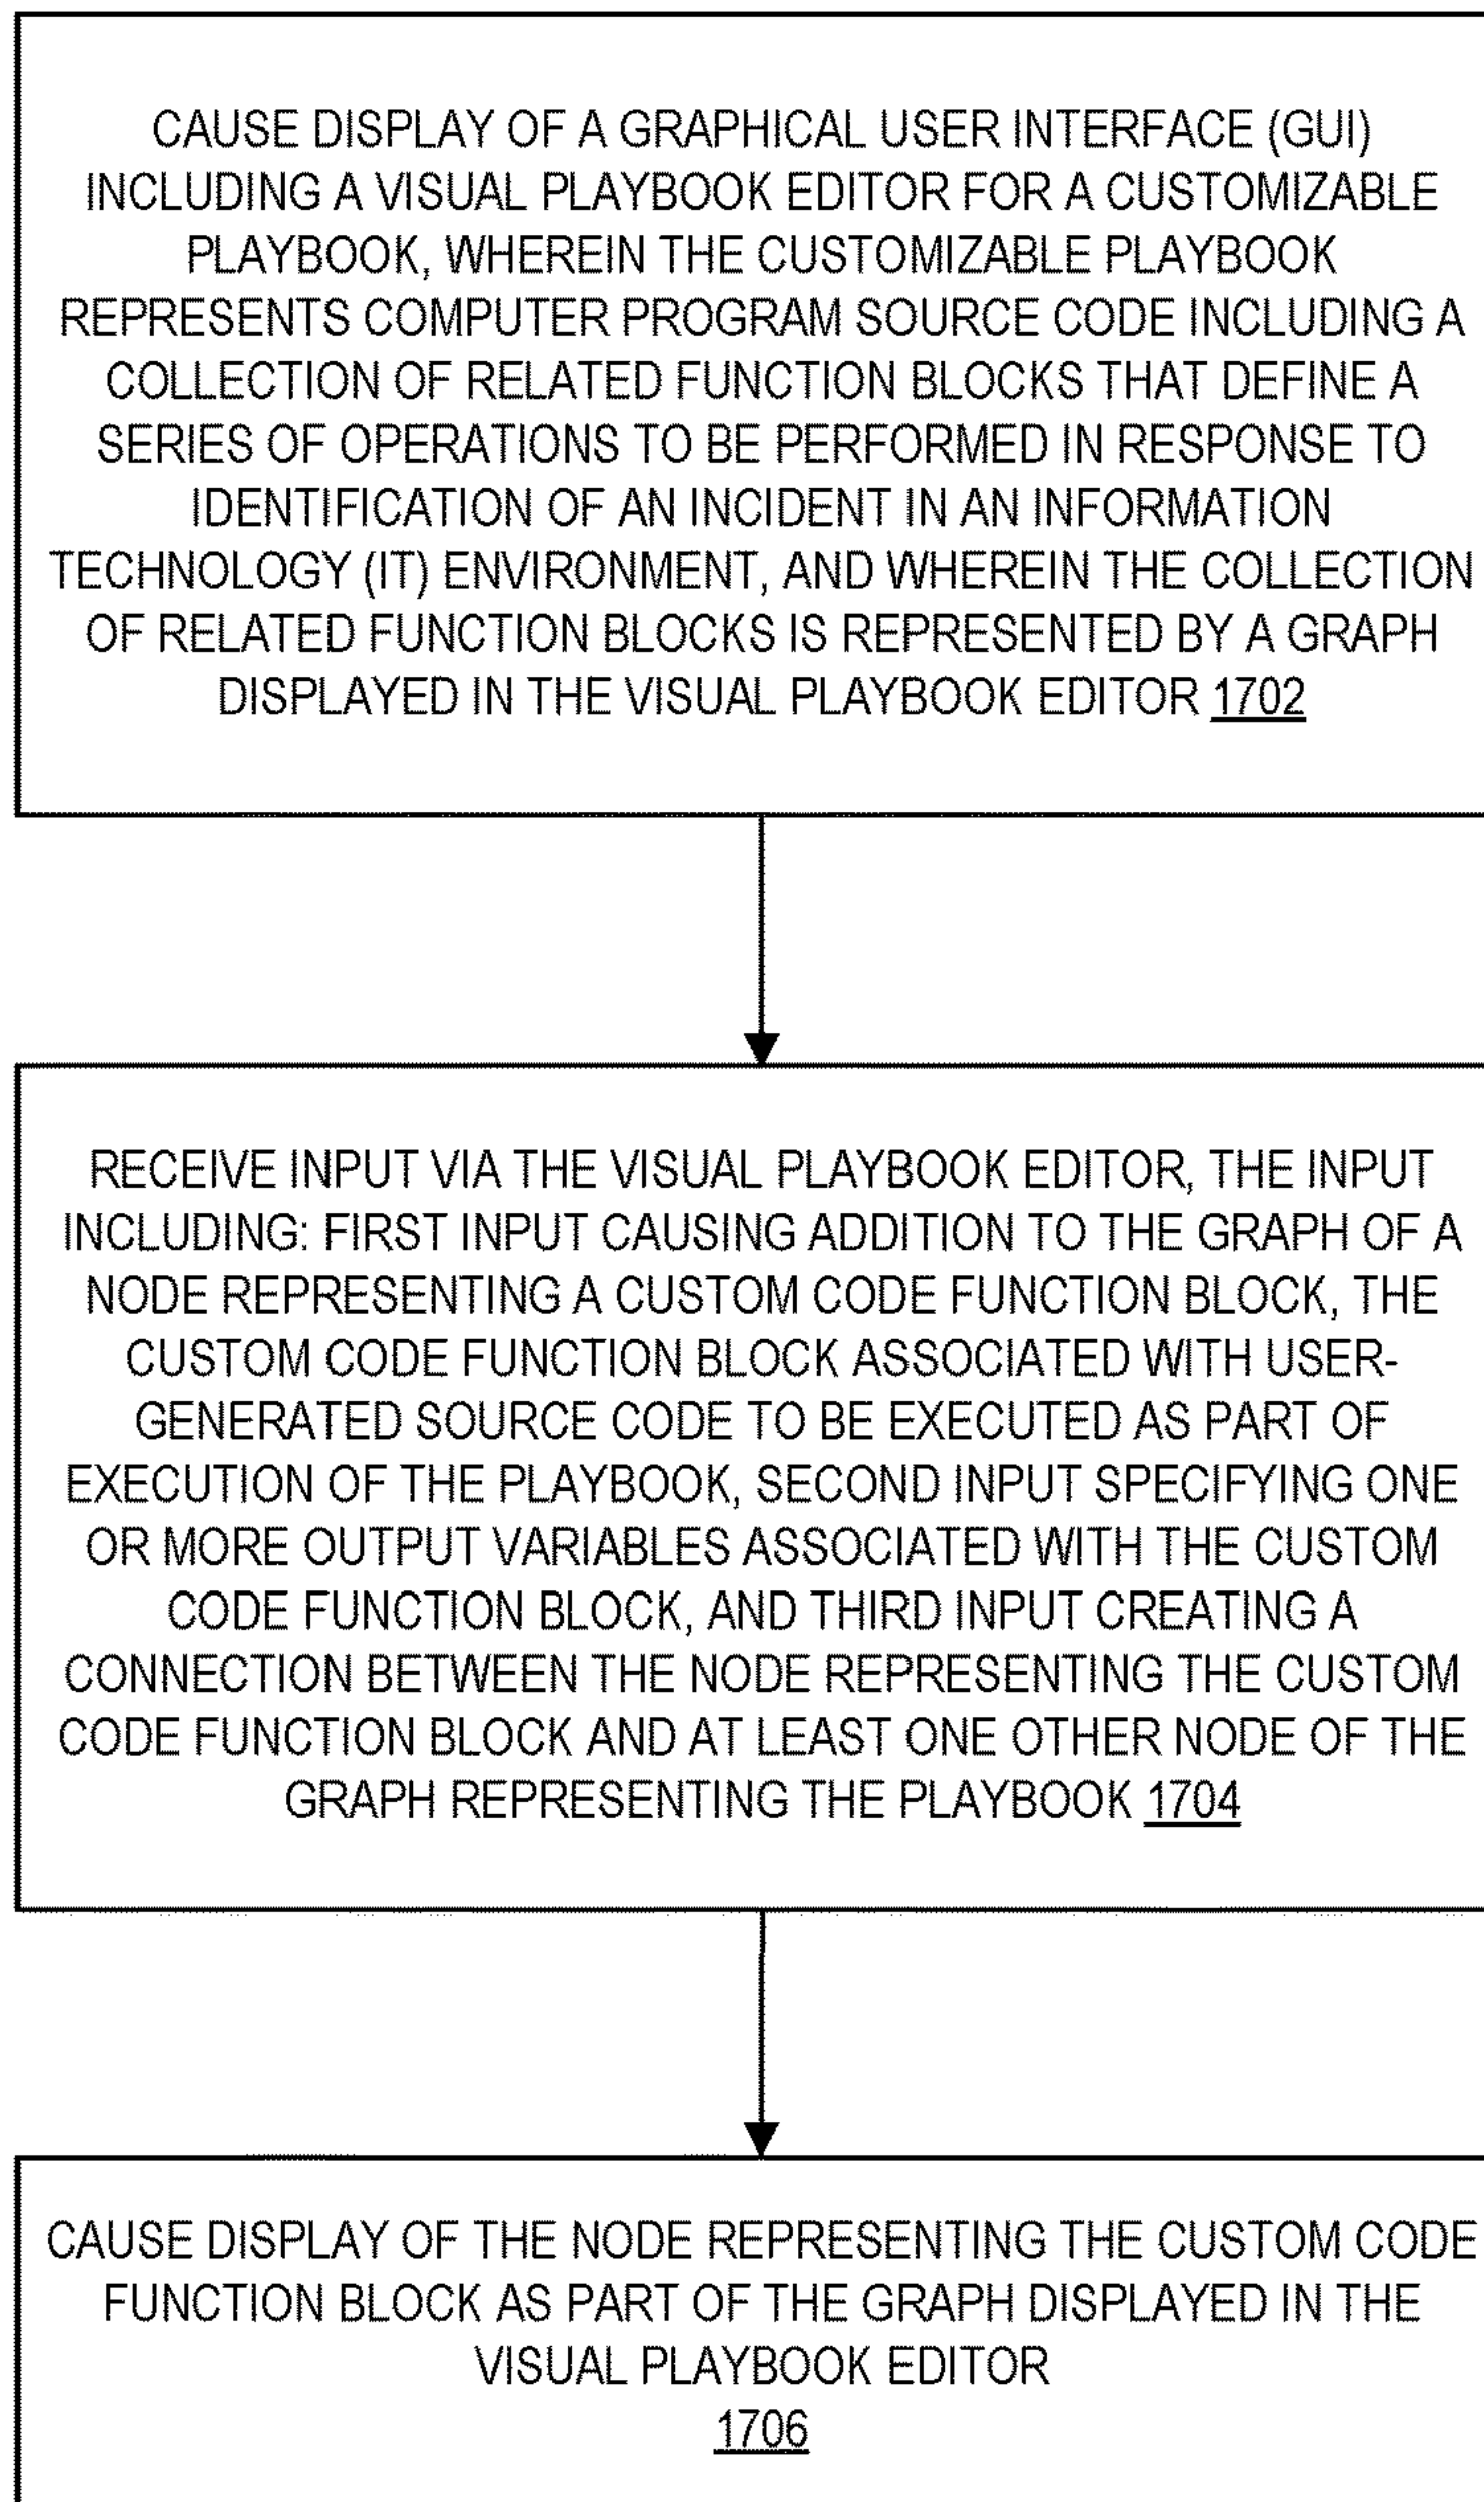 CAUSE DISPLAY OF A GRAPHICAL USER INTERFACE (GUI)
INCLUDING A VISUAL PLAYBOOK EDITOR FOR A CUSTOMIZABLE
PLAYBOOK, WHEREIN THE CUSTOMIZABLE PLAYBOOK
REPRESENTS COMPUTER PROGRAM SOURCE CODE INCLUDING A
COLLECTION OF RELATED FUNCTION BLOCKS THAT DEFINE A
SERIES OF OPERATIONS TO BE PERFORMED IN RESPONSE TO
IDENTIFICATION OF AN INCIDENT IN AN INFORMATION
TECHNOLOGY (IT) ENVIRONMENT, AND WHEREIN THE COLLECTION
OF RELATED FUNCTION BLOCKS IS REPRESENTED BY A GRAPH
DISPLAYED IN THE VISUAL PLAYBOOK EDITOR 1702
RECEIVE INPUT VIA THE VISUAL PLAYBOOK EDITOR, THE INPUT
INCLUDING: FIRST INPUT CAUSING ADDITION TO THE GRAPH OF A
NODE REPRESENTING A CUSTOM CODE FUNCTION BLOCK, THE
CUSTOM CODE FUNCTION BLOCK ASSOCIATED WITH USER-
GENERATED SOURCE CODE TO BE EXECUTED AS PART OF
EXECUTION OF THE PLAYBOOK, SECOND INPUT SPECIFYING ONE
OR MORE OUTPUT VARIABLES ASSOCIATED WITH THE CUSTOM
CODE FUNCTION BLOCK, AND THIRD INPUT CREATING A
CONNECTION BETWEEN THE NODE REPRESENTING THE CUSTOM
CODE FUNCTION BLOCK AND AT LEAST ONE OTHER NODE OF THE
GRAPH REPRESENTING THE PLAYBOOK 1704
CAUSE DISPLAY OF THE NODE REPRESENTING THE CUSTOM CODE
FUNCTION BLOCK AS PART OF THE GRAPH DISPLAYED IN THE
VISUAL PLAYBOOK EDITOR
1706